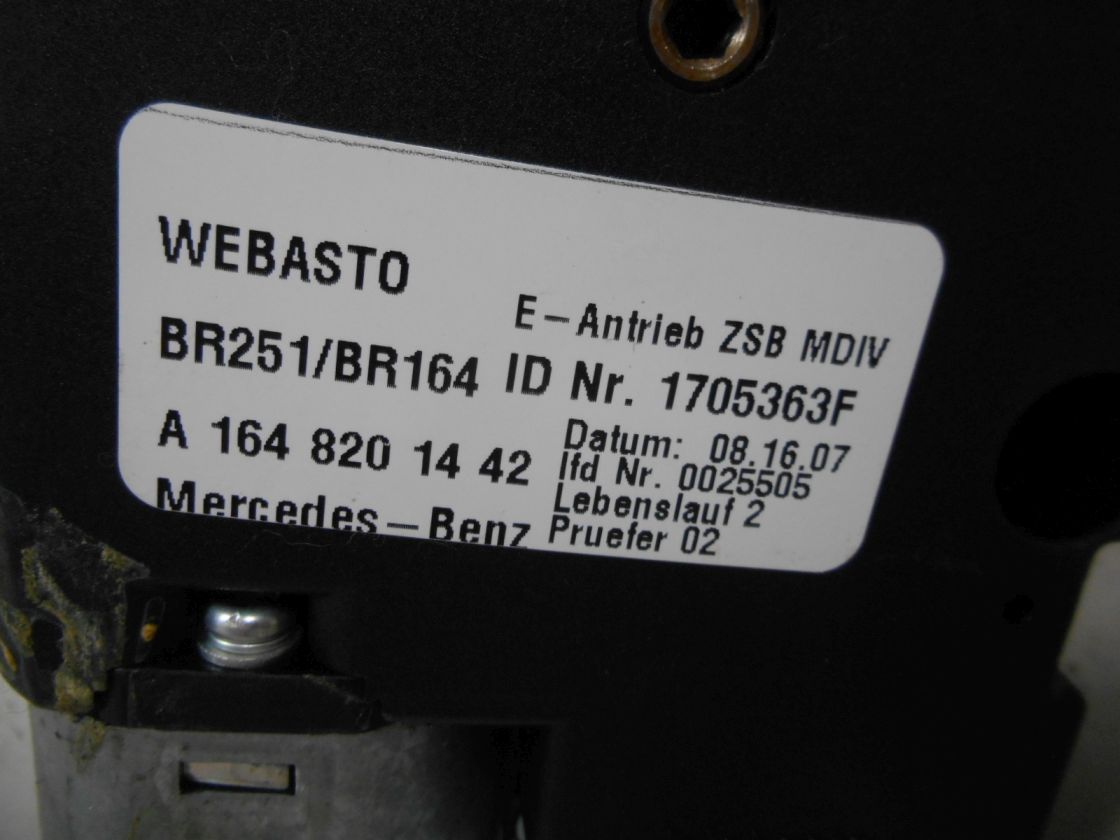 WEBASTO
E-Antrieb ZSB MDIV
BR251/BR164 ID Nr. 1705363F
A 164 820 14 42
Datum: 08.16.07
lfd Nr. 0025505
Lebenslauf 2
Mercedes-Benz
Pruefer 02